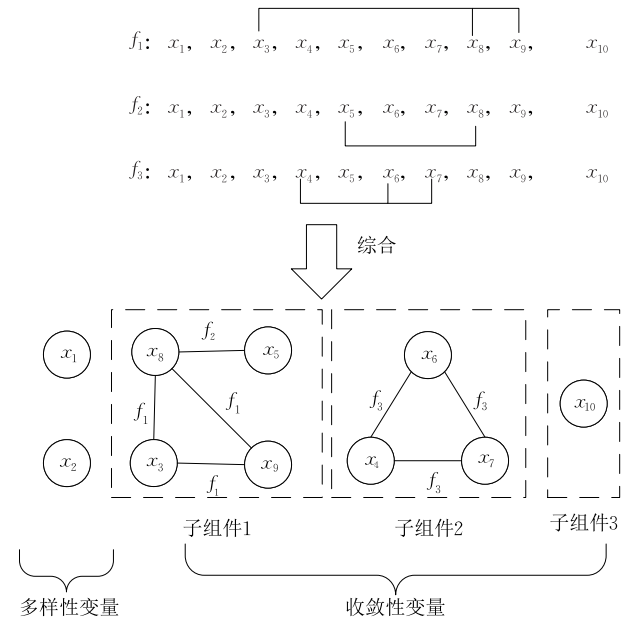 f₁: x₁, x₂, x₃, x₄, x₅, x₆, x₇, x₈, x₉, x₁₀
f₂: x₁, x₂, x₃, x₄, x₅, x₆, x₇, x₈, x₉, x₁₀
f₃: x₁, x₂, x₃, x₄, x₅, x₆, x₇, x₈, x₉, x₁₀
综合
x₁ x₈ f₂ x₅ x₆
f₁ f₁ f₃ f₃ x₁₀
x₂ x₃ x₉ x₄ x₇
f₁ f₃
子组件1 子组件2 子组件3
多样性变量 收敛性变量